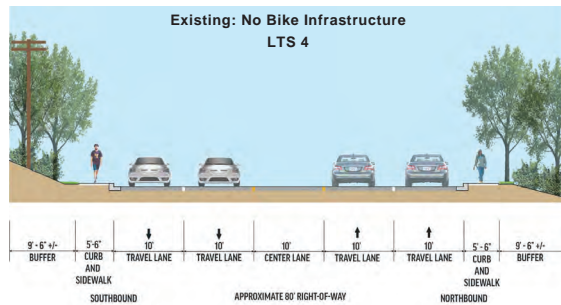 Existing: No Bike Infrastructure
LTS 4
9' - 6" +/- 5'-6" 10' 10' 10' 10' 10' 5' - 6" 9' - 6" +/-
BUFFER CURB TRAVEL LANE TRAVEL LANE CENTER LANE TRAVEL LANE TRAVEL LANE CURB BUFFER
AND AND
SIDEWALK SIDEWALK
SOUTHBOUND APPROXIMATE 80' RIGHT-OF-WAY NORTHBOUND